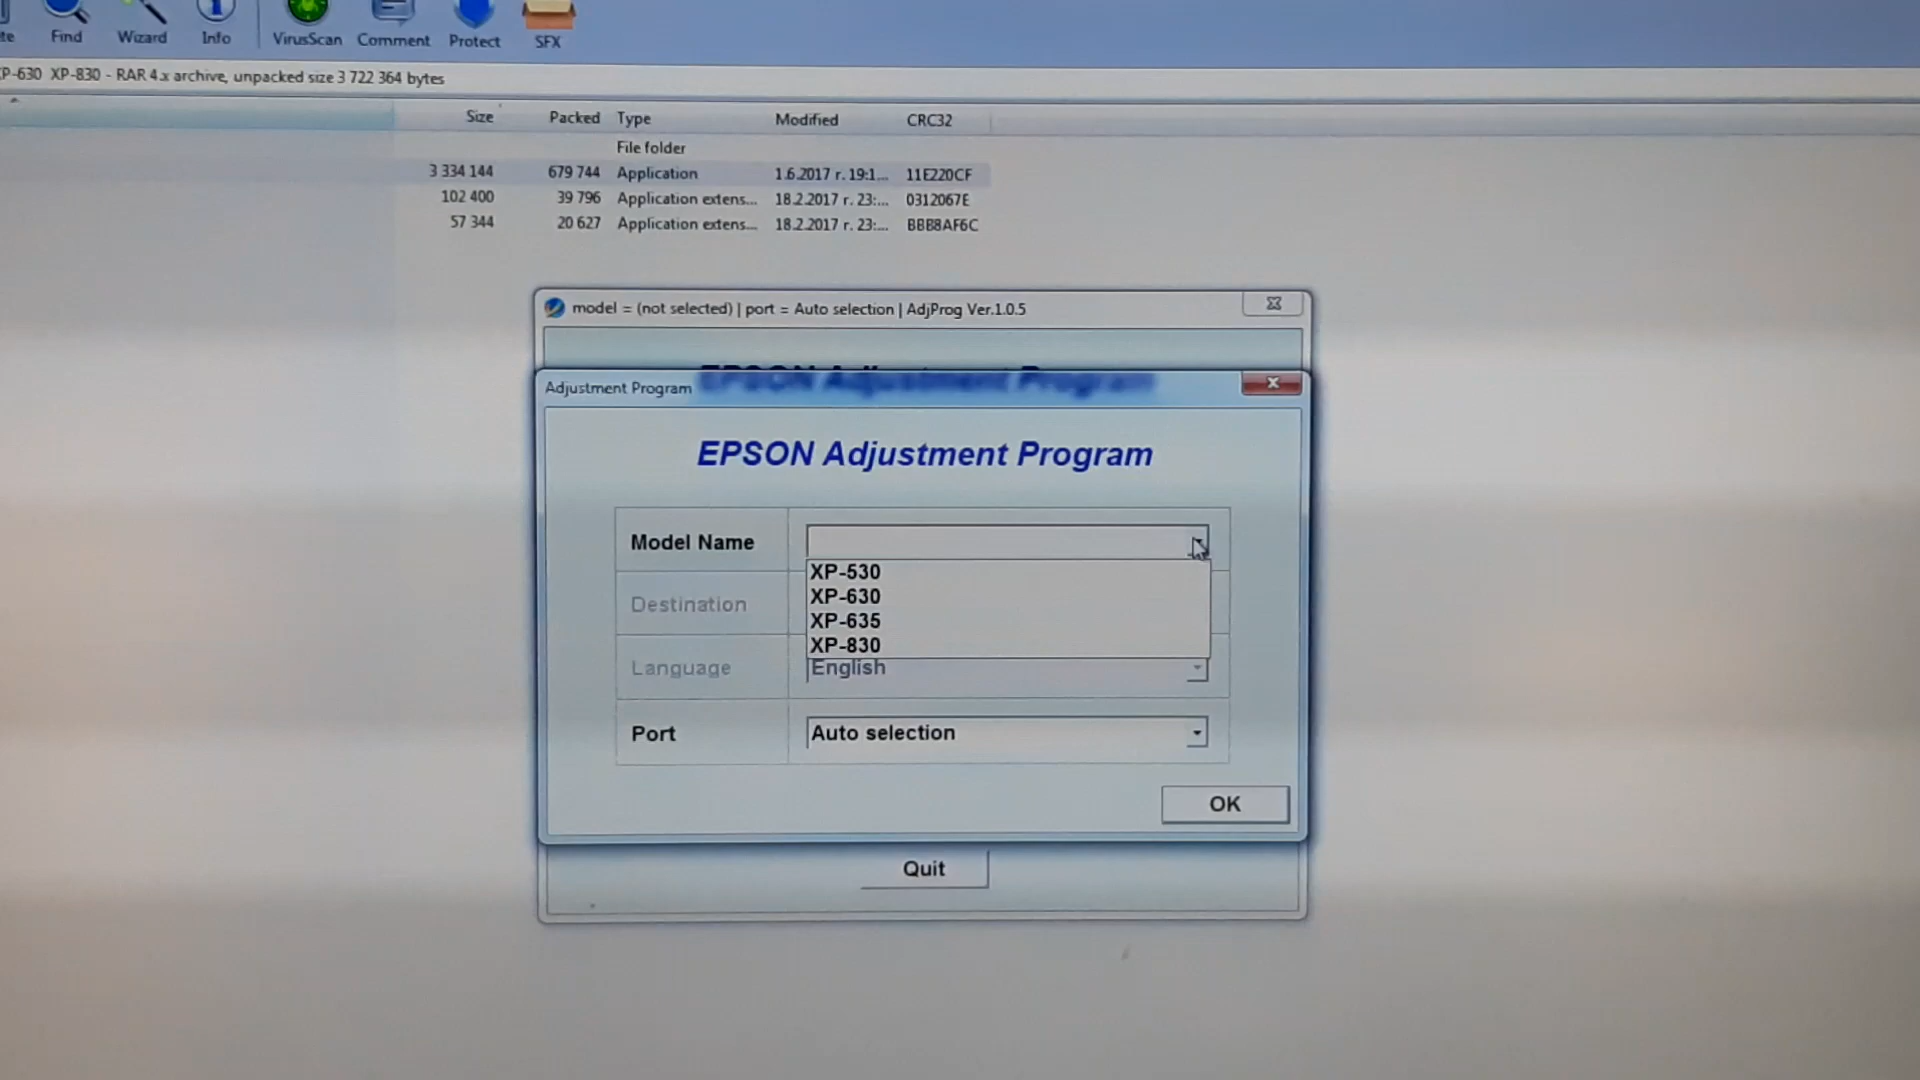 te Find Wizard Info VirusScan Comment Protect SFX
P-630 XP-830 - RAR 4.x archive, unpacked size 3 722 364 bytes
Size Packed Type Modified CRC32
File folder
3 334 144 679 744 Application 1.6.2017 г. 19:1... 11E220CF
102 400 39 796 Application extens... 18.2.2017 г. 23:... 0312067E
57 344 20 627 Application extens... 18.2.2017 г. 23:... BBB8AF6C
model = (not selected) | port = Auto selection | AdjProg Ver.1.0.5
EPSON Adjustment Program
Adjustment Program
EPSON Adjustment Program
Model Name
XP-530
XP-630
XP-635
XP-830
Destination
Language English
Port Auto selection
OK
Quit